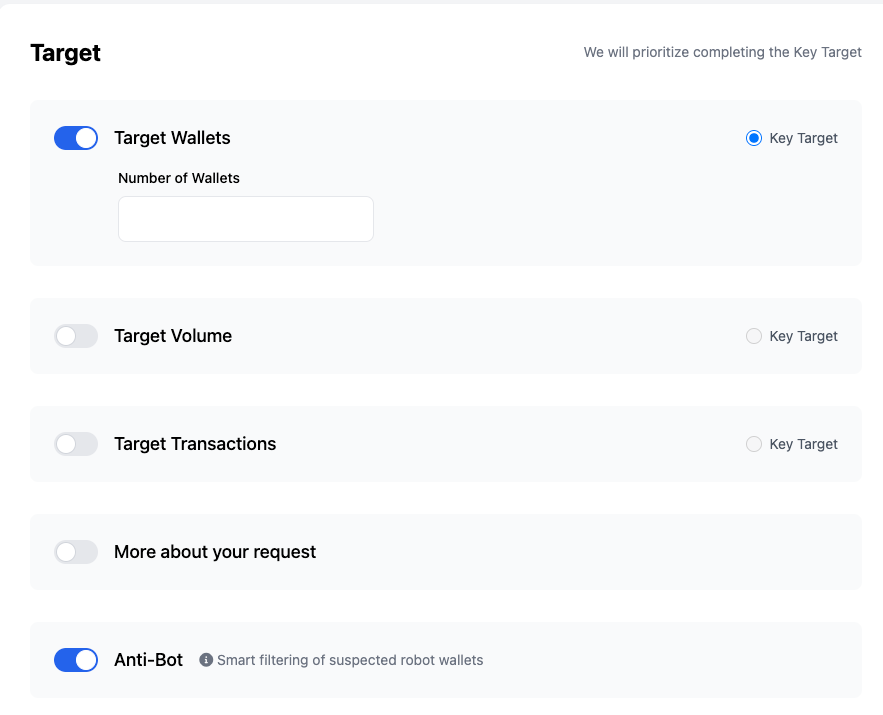 Target
We will prioritize completing the Key Target
Target Wallets
Key Target
Number of Wallets
Target Volume
Key Target
Target Transactions
Key Target
More about your request
Anti-Bot
Smart filtering of suspected robot wallets